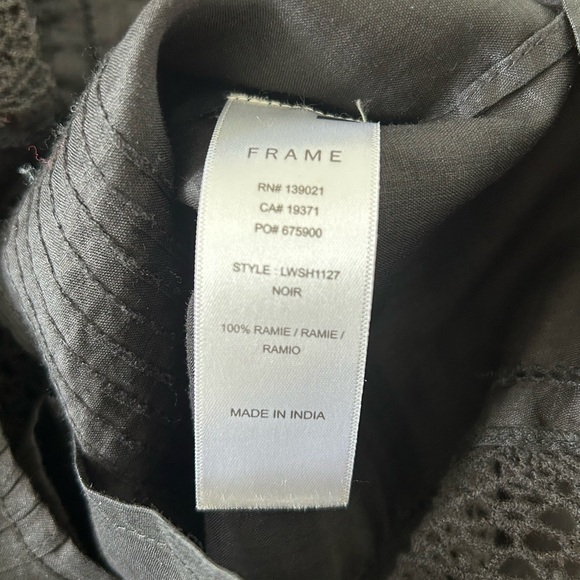 FRAME
RN# 139021
CA# 19371
PO# 675900
STYLE : LWSH1127
NOIR
100% RAMIE / RAMIE /
RAMIO
MADE IN INDIA